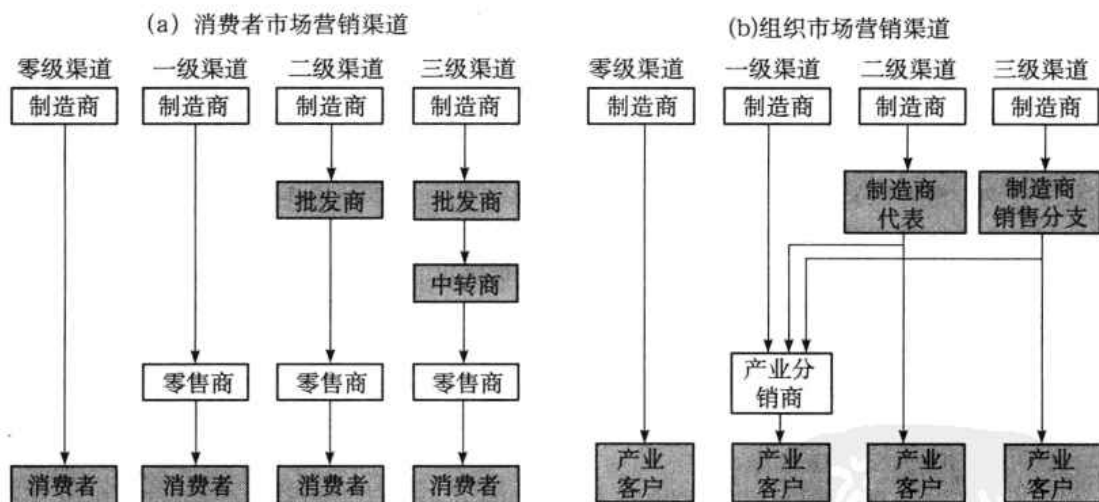 (a) 消费者市场营销渠道
(b)组织市场营销渠道
零级渠道 一级渠道 二级渠道 三级渠道
零级渠道 一级渠道 二级渠道 三级渠道
制造商 制造商 制造商 制造商
制造商 制造商 制造商 制造商
批发商 批发商
制造商
代表
制造商
销售分支
中转商
零售商 零售商 零售商
产业分
销商
消费者 消费者 消费者 消费者
产业
客户
产业
客户
产业
客户
产业
客户